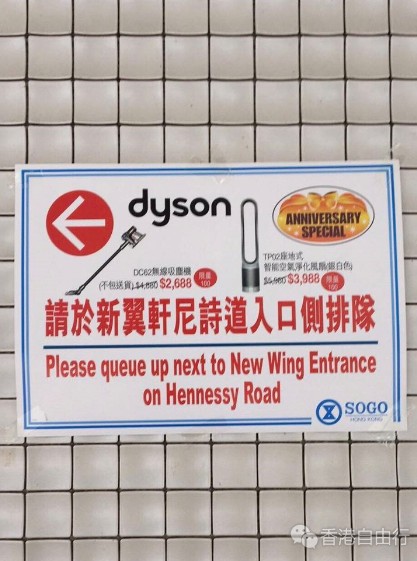 dyson
ANNIVERSARY
SPECIAL
DC62無線吸塵機
(不包送貨) $4,680 $2,688
限量
100
TP02座地式
智能空氣淨化風扇(銀白色)
$5,980 $3,988
限量
100
請於新翼軒尼詩道入口側排隊
Please queue up next to New Wing Entrance
on Hennessy Road
SOGO
HONG KONG
香港自由行